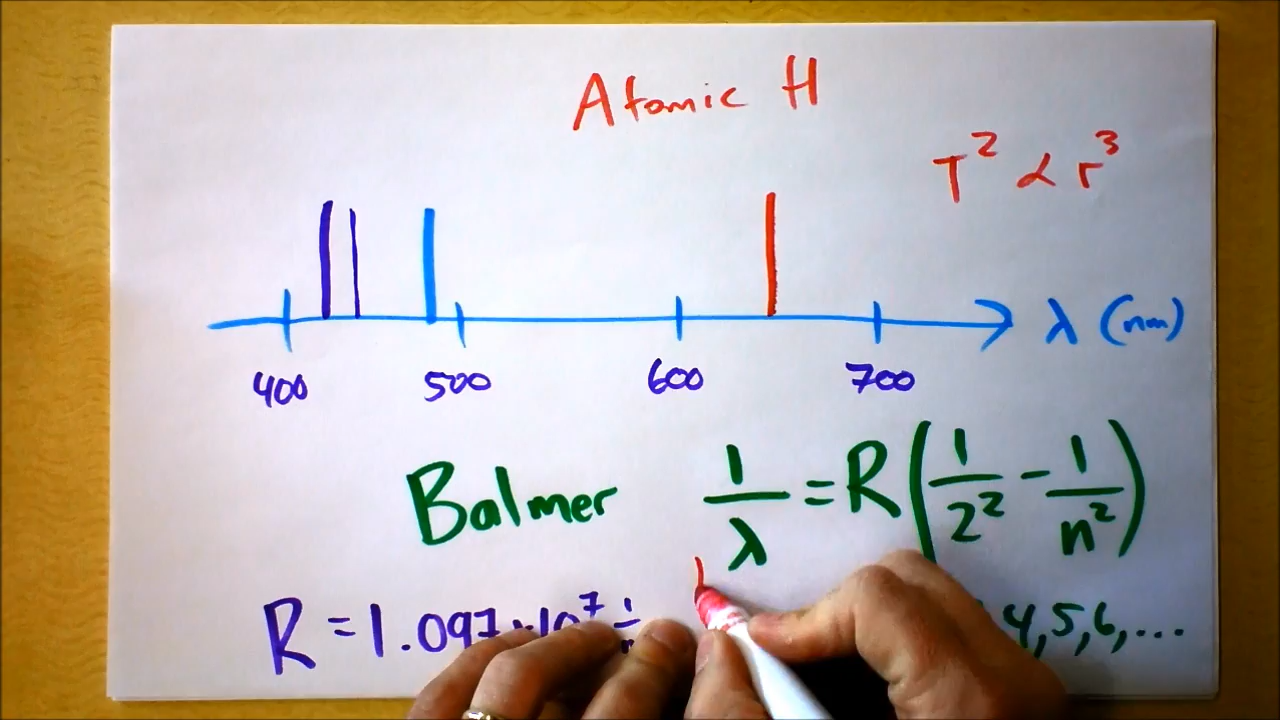 Atomic H
T² ∝ r³
λ (nm)
400 500 600 700
Balmer 1/λ = R(1/2² - 1/n²)
R = 1.097 · 10⁷ 1/
4, 5, 6, ...